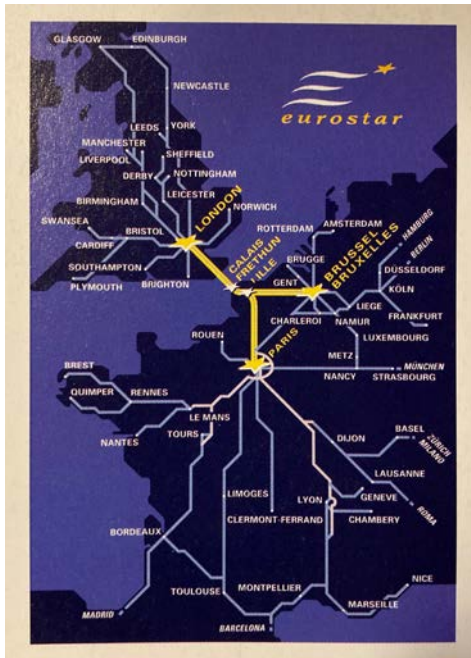 GLASGOW
EDINBURGH
eurostar
NEWCASTLE
LEEDS
YORK
MANCHESTER
SHEFFIELD
LIVERPOOL
DERBY
NOTTINGHAM
LEICESTER
BIRMINGHAM
NORWICH
LONDON
SWANSEA
BRISTOL
CARDIFF
ROTTERDAM
AMSTERDAM
HAMBURG
BERLIN
BRUSSEL
BRUXELLES
CALAIS
FRETHUN
LILLE
BRUGGE
GENT
SOUTHAMPTON
PLYMOUTH
BRIGHTON
DÜSSELDORF
KÖLN
LIEGE
FRANKFURT
CHARLEROI
NAMUR
LUXEMBOURG
ROUEN
PARIS
METZ
NANCY
MÜNCHEN
STRASBOURG
BREST
QUIMPER
RENNES
LE MANS
NANTES
TOURS
DIJON
BASEL
ZÜRICH
MILANO
LAUSANNE
LIMOGES
LYON
GENEVE
CLERMONT-FERRAND
CHAMBERY
ROMA
BORDEAUX
TOULOUSE
MONTPELLIER
NICE
MARSEILLE
MADRID
BARCELONA